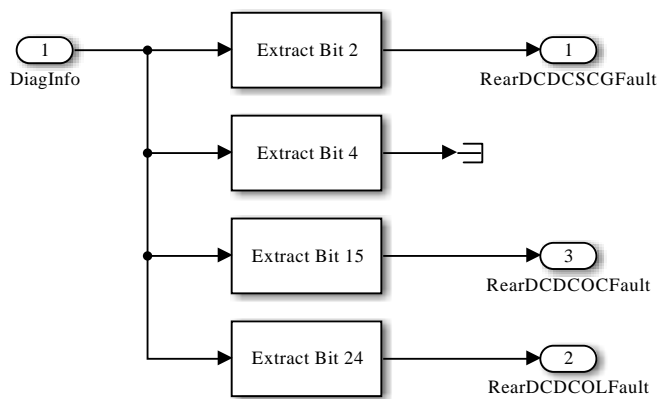 1
DiagInfo
Extract Bit 2
1
RearDCDCSCGFault
Extract Bit 4
Extract Bit 15
3
RearDCDCOCFault
Extract Bit 24
2
RearDCDCOLFault